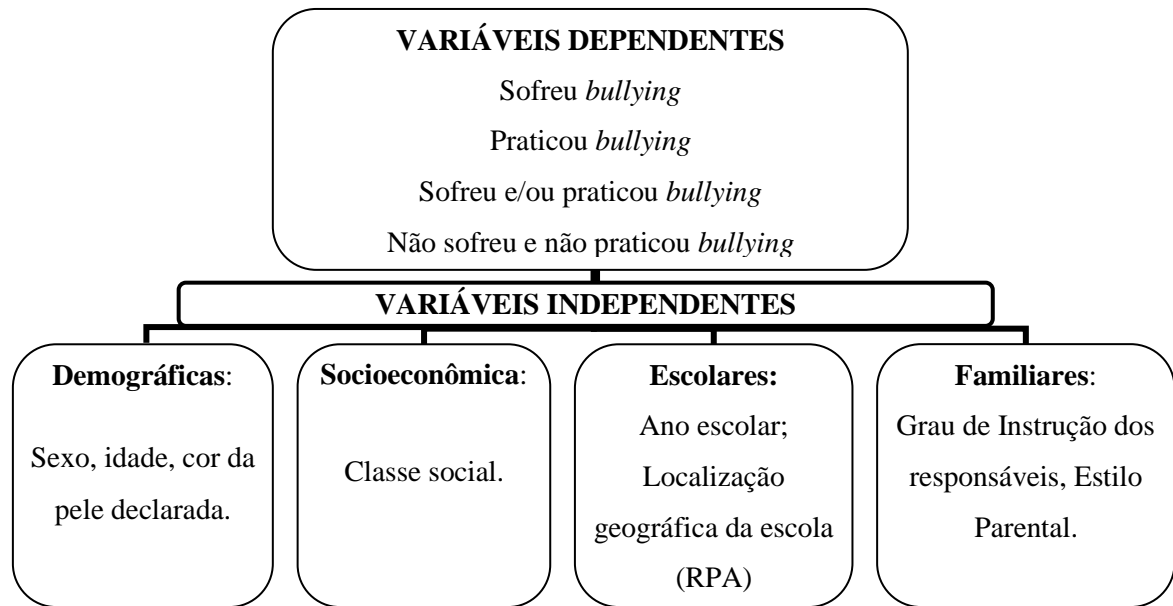 VARIÁVEIS DEPENDENTES
Sofreu bullying
Praticou bullying
Sofreu e/ou praticou bullying
Não sofreu e não praticou bullying
VARIÁVEIS INDEPENDENTES
Demográficas:
Sexo, idade, cor da
pele declarada.
Socioeconômica:
Classe social.
Escolares:
Ano escolar;
Localização
geográfica da escola
(RPA)
Familiares:
Grau de Instrução dos
responsáveis, Estilo
Parental.